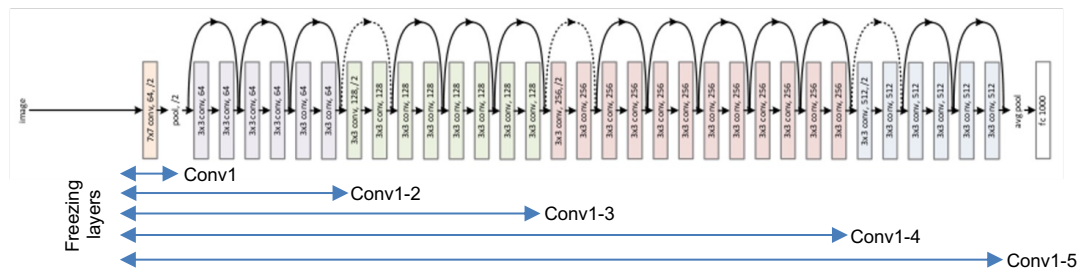 image
7x7 conv, 64, /2
pool, /2
3x3 conv, 64
3x3 conv, 64
3x3 conv, 64
3x3 conv, 64
3x3 conv, 64
3x3 conv, 64
3x3 conv, 128, /2
3x3 conv, 128
3x3 conv, 128
3x3 conv, 128
3x3 conv, 128
3x3 conv, 128
3x3 conv, 128
3x3 conv, 128
3x3 conv, 256, /2
3x3 conv, 256
3x3 conv, 256
3x3 conv, 256
3x3 conv, 256
3x3 conv, 256
3x3 conv, 256
3x3 conv, 256
3x3 conv, 256
3x3 conv, 256
3x3 conv, 256
3x3 conv, 256
3x3 conv, 512, /2
3x3 conv, 512
3x3 conv, 512
3x3 conv, 512
3x3 conv, 512
3x3 conv, 512
avg pool
fc 1000
Freezing
layers
Conv1
Conv1-2
Conv1-3
Conv1-4
Conv1-5